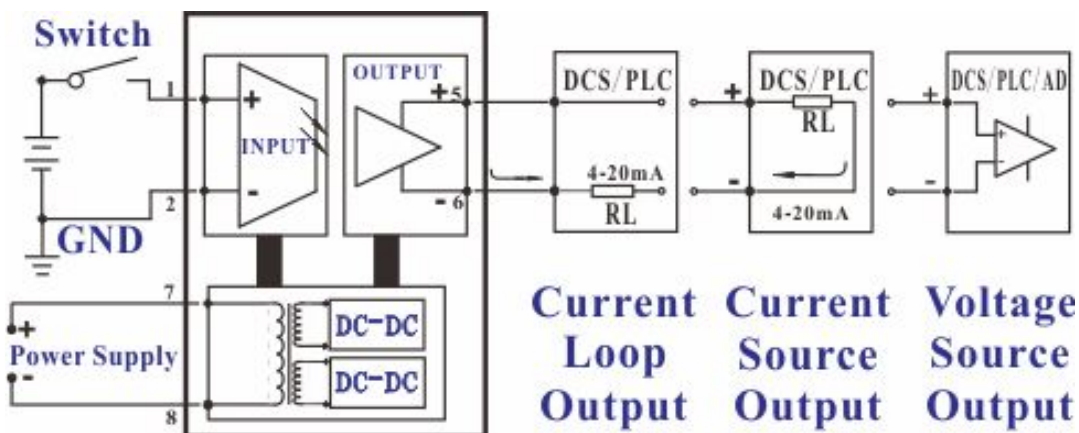 Switch
1
+
INPUT
-
2
GND
7
+
Power Supply
-
8
OUTPUT
+ 5
- 6
DC-DC
DC-DC
DCS/PLC
4-20mA
RL
+
DCS/PLC
RL
-
4-20mA
+
DCS/PLC/AD
+
-
-
Current
Loop
Output
Current
Source
Output
Voltage
Source
Output